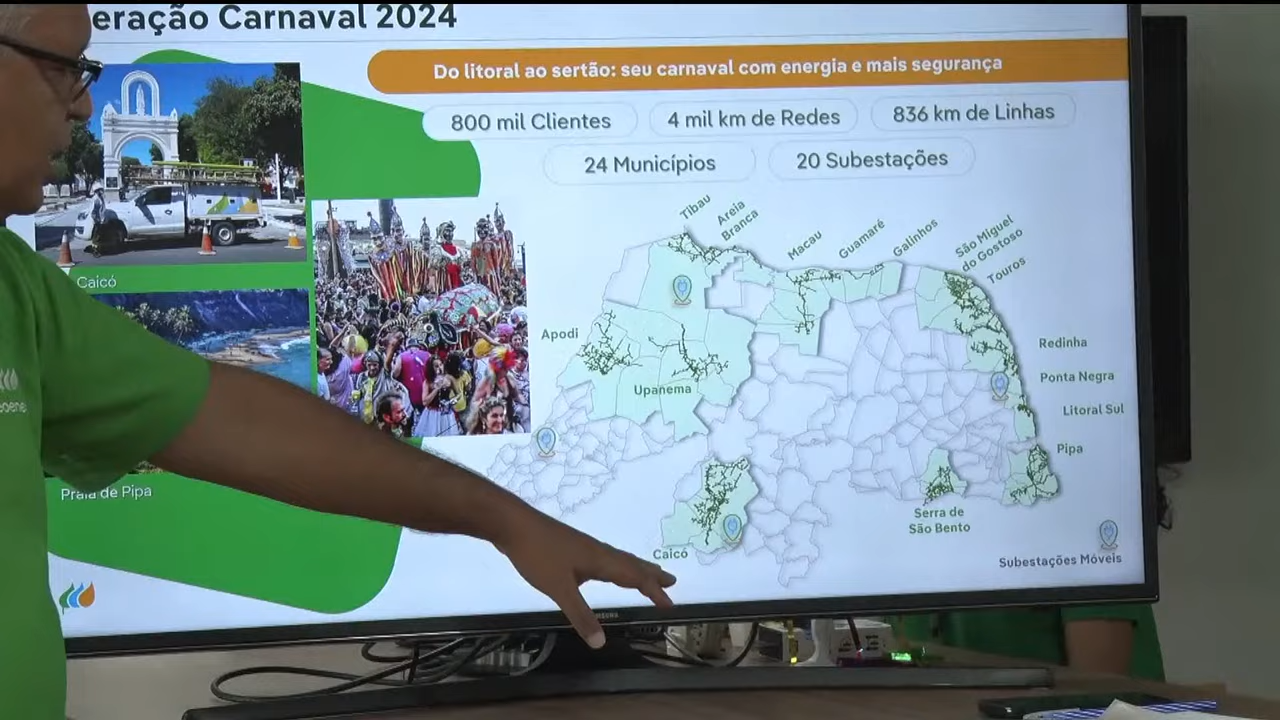 eração Carnaval 2024
Do litoral ao sertão: seu carnaval com energia e mais segurança
800 mil Clientes
4 mil km de Redes
836 km de Linhas
24 Municípios
20 Subestações
Tibau
Areia
Branca
Macau
Guamaré
Galinhos
São Miguel
do Gostoso
Touros
Apodi
Upanema
Redinha
Ponta Negra
Litoral Sul
Pipa
Serra de
São Bento
Caicó
Subestações Móveis
Caicó
Praia de Pipa